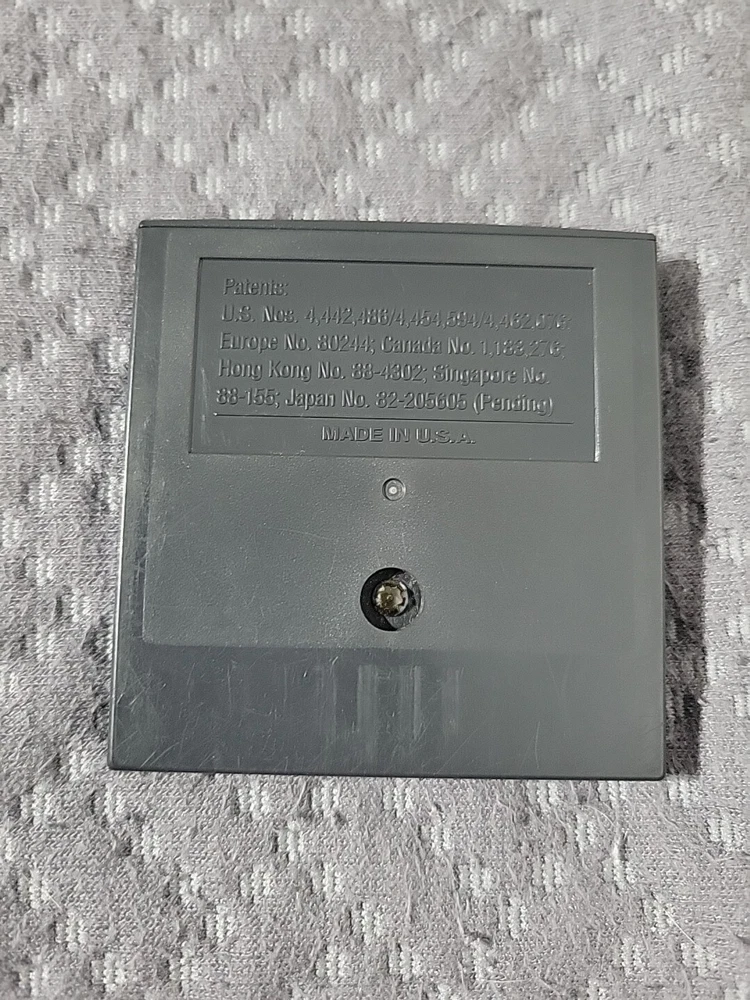 Patents:
U.S. Nos. 4,442,486/4,454,594/4,462,076;
Europe No. 80244; Canada No. 1,183,276;
Hong Kong No. 88-4302; Singapore No.
88-155; Japan No. 82-205605 (Pending)
MADE IN U.S.A.